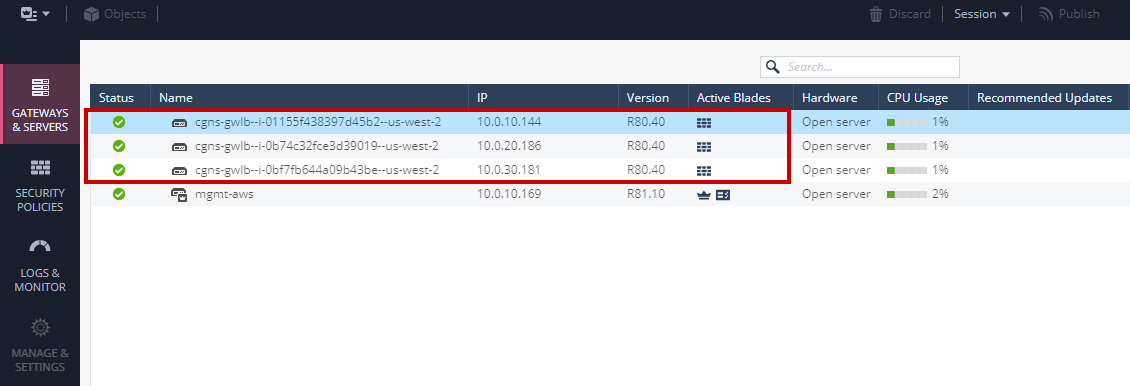 Objects
Discard
Session
Publish
Search...
GATEWAYS
& SERVERS
SECURITY
POLICIES
LOGS &
MONITOR
MANAGE &
SETTINGS
Status Name IP Version Active Blades Hardware CPU Usage Recommended Updates
cgns-gwlb--i-01155f438397d45b2--us-west-2 10.0.10.144 R80.40 Open server 1%
cgns-gwlb--i-0b74c32fce3d39019--us-west-2 10.0.20.186 R80.40 Open server 1%
cgns-gwlb--i-0bf7fb644a09b43be--us-west-2 10.0.30.181 R80.40 Open server 1%
mgmt-aws 10.0.10.169 R81.10 Open server 2%